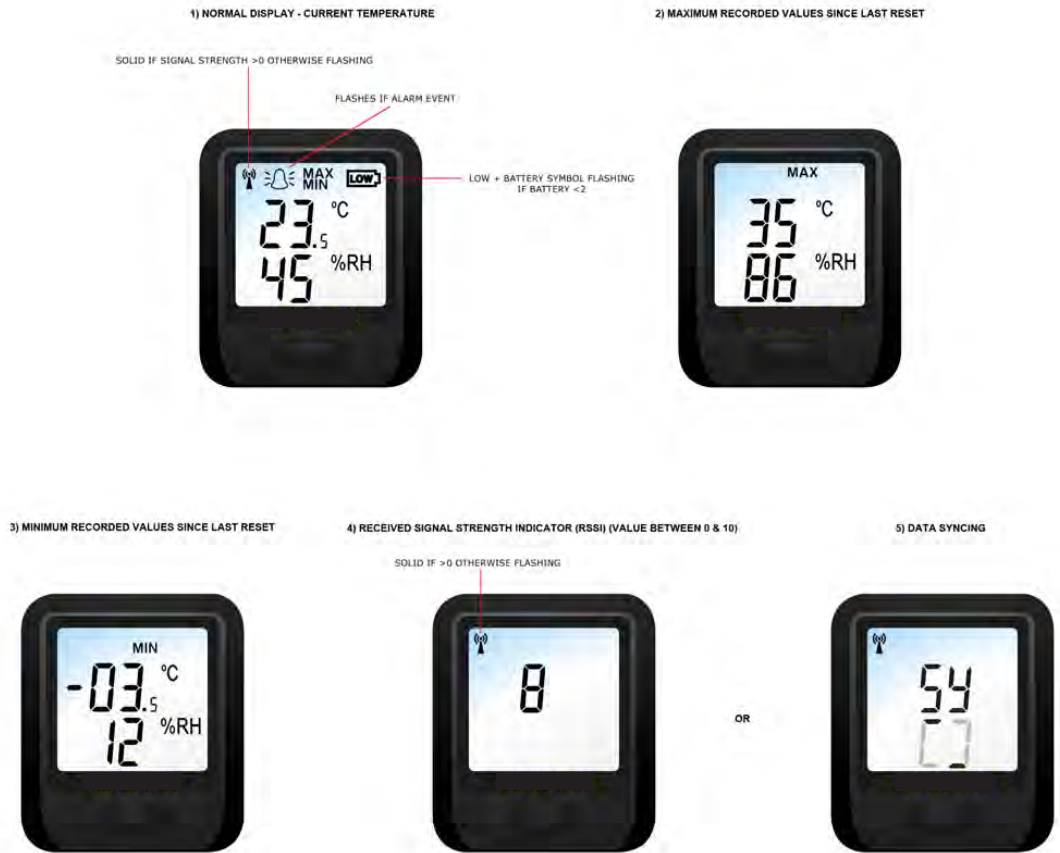 1) NORMAL DISPLAY - CURRENT TEMPERATURE
2) MAXIMUM RECORDED VALUES SINCE LAST RESET
SOLID IF SIGNAL STRENGTH >0 OTHERWISE FLASHING
FLASHES IF ALARM EVENT
MAX
MIN
LOW
LOW + BATTERY SYMBOL FLASHING
IF BATTERY <2
23.5 °C
45 %RH
MAX
35 °C
86 %RH
3) MINIMUM RECORDED VALUES SINCE LAST RESET
4) RECEIVED SIGNAL STRENGTH INDICATOR (RSSI) (VALUE BETWEEN 0 & 10)
5) DATA SYNCING
SOLID IF >0 OTHERWISE FLASHING
MIN
-03.5 °C
12 %RH
8
OR
SY